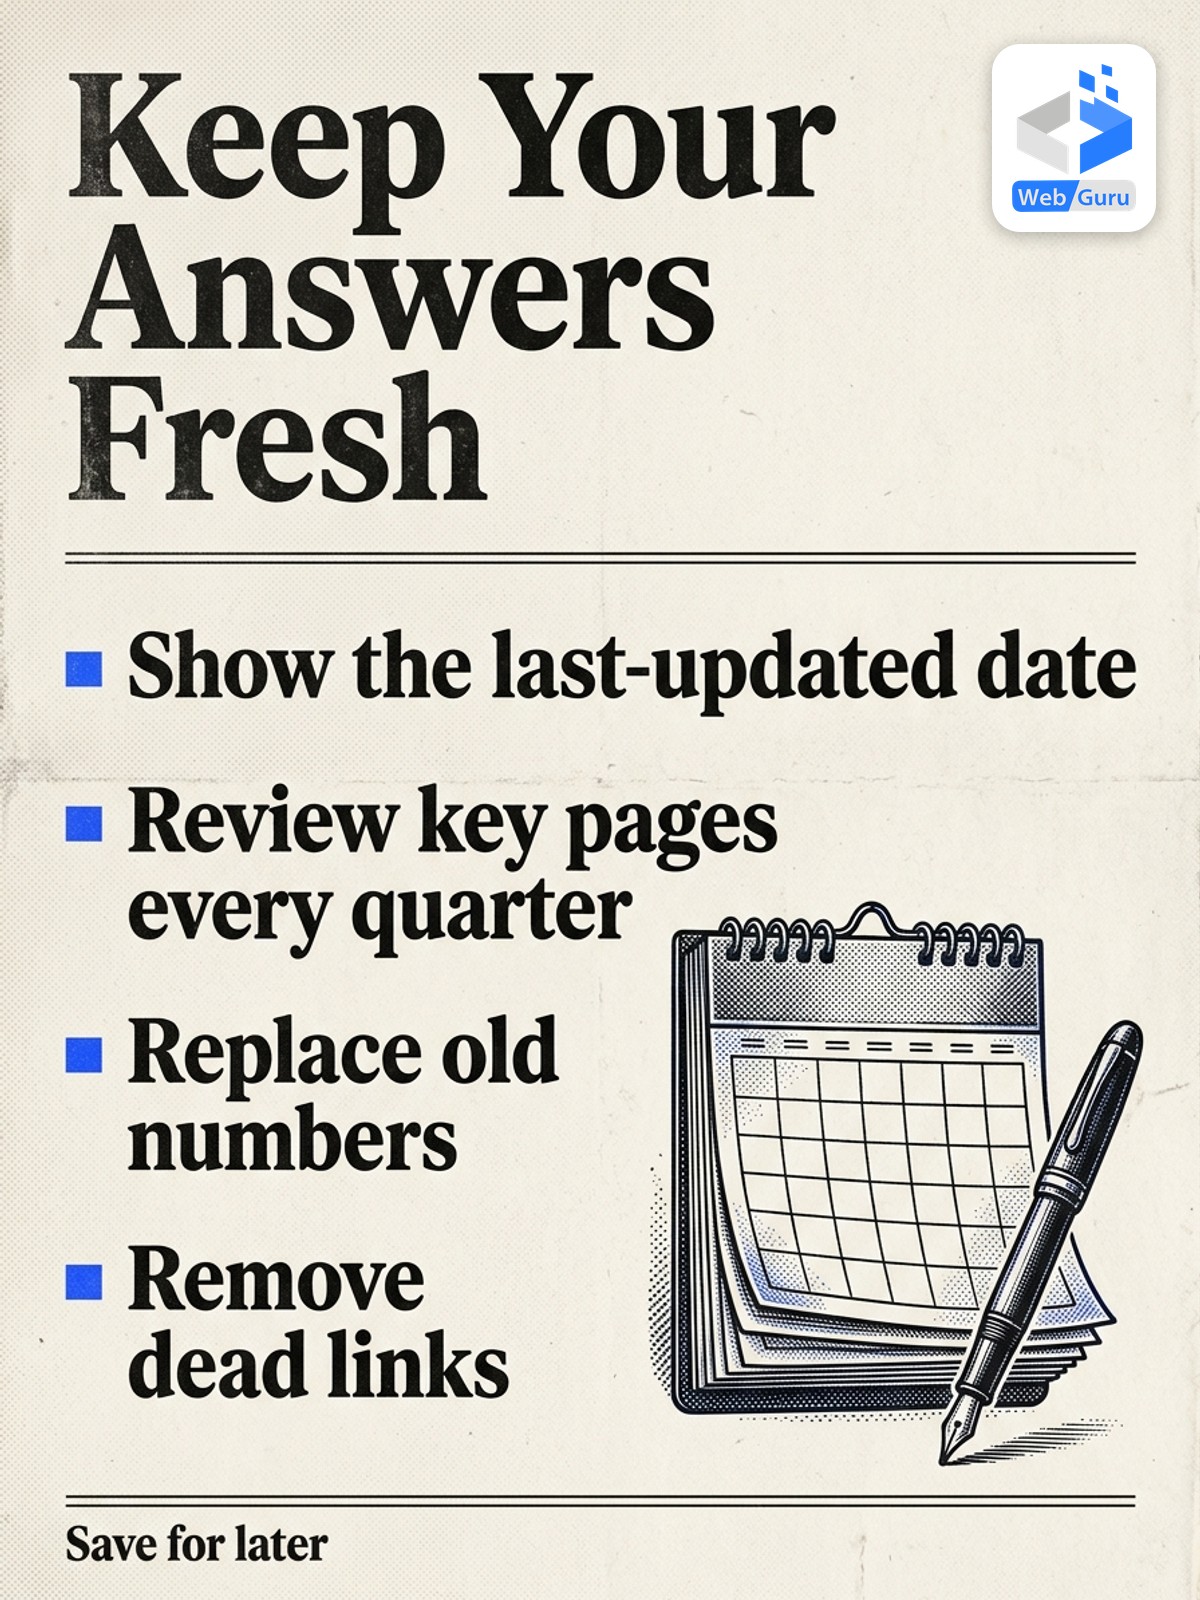 Keep Your
Answers
Fresh
Web Guru
Show the last-updated date
Review key pages
every quarter
Replace old
numbers
Remove
dead links
Save for later